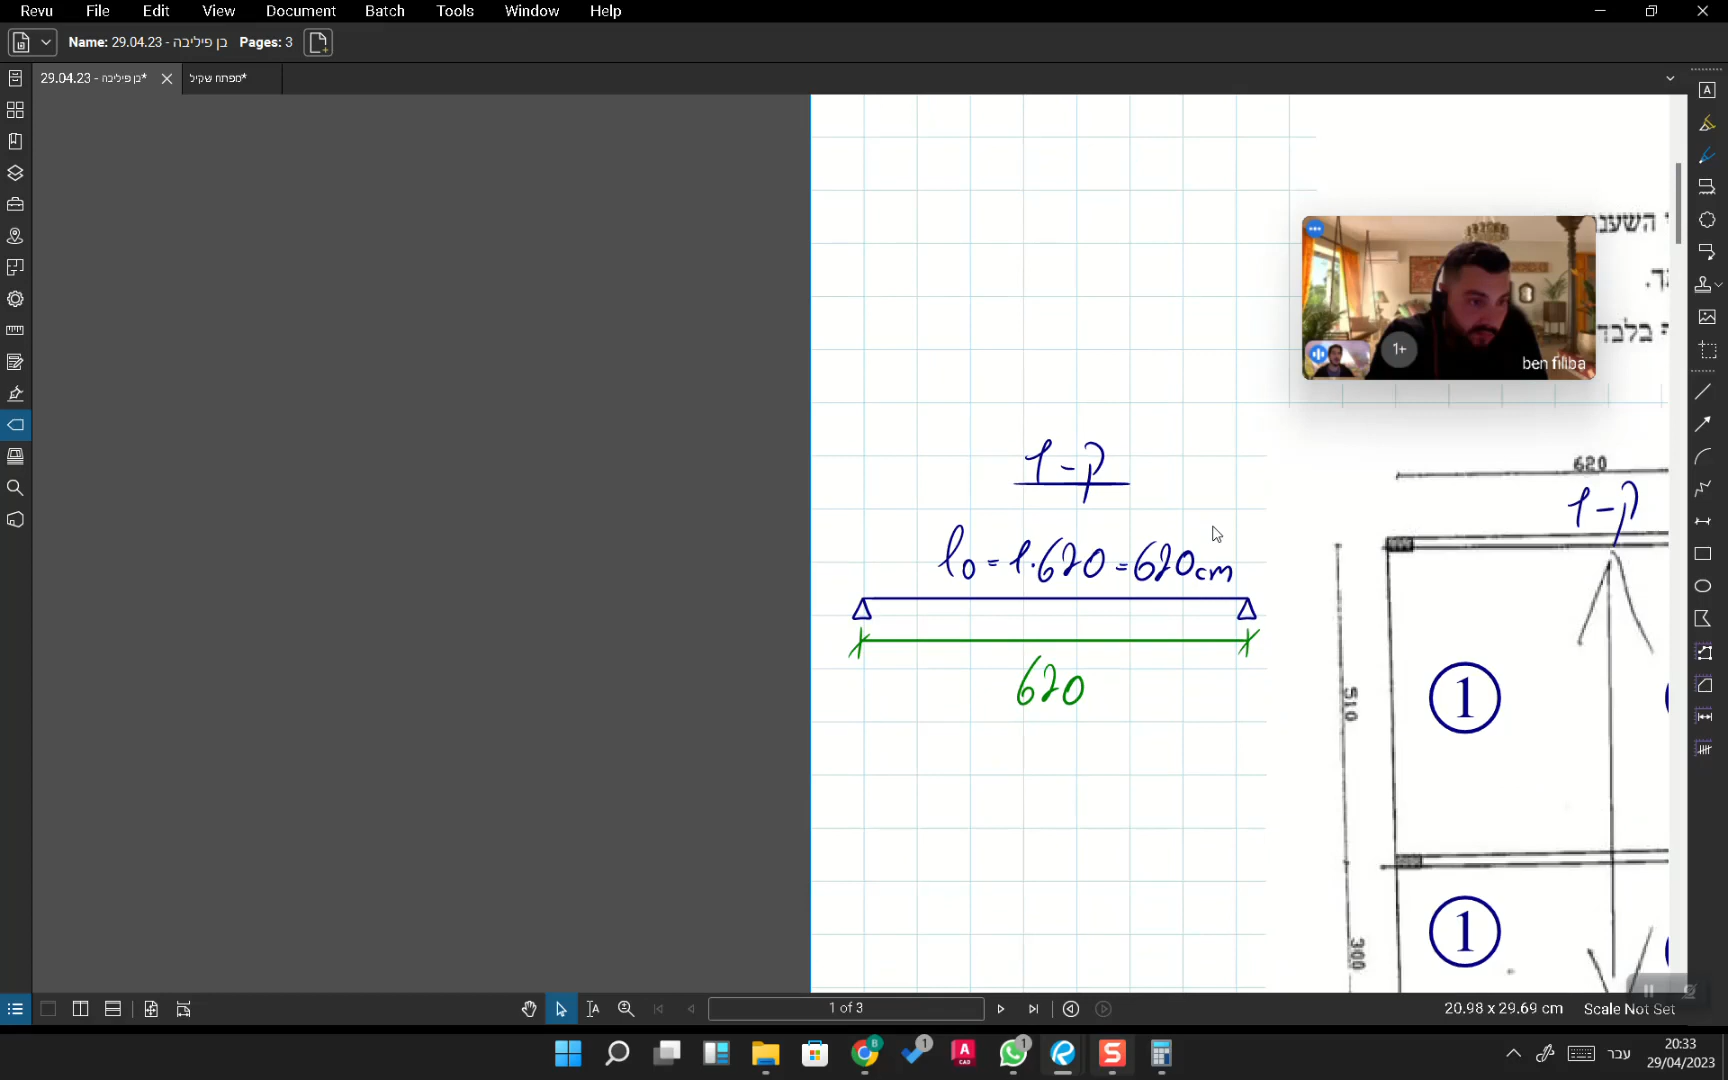 Revu File Edit View Document Batch Tools Window Help
Name: 29.04.23 - בן פיליבה Pages: 3
29.04.23 - בן פיליבה*
מפתח שקיל*
בלבד
ben filiba
1+
ק-1
l0 = 1·620 = 620cm
620
620
ק-1
510
1
1
300
1 of 3
20.98 x 29.69 cm Scale Not Set
עבר
20:33
29/04/2023